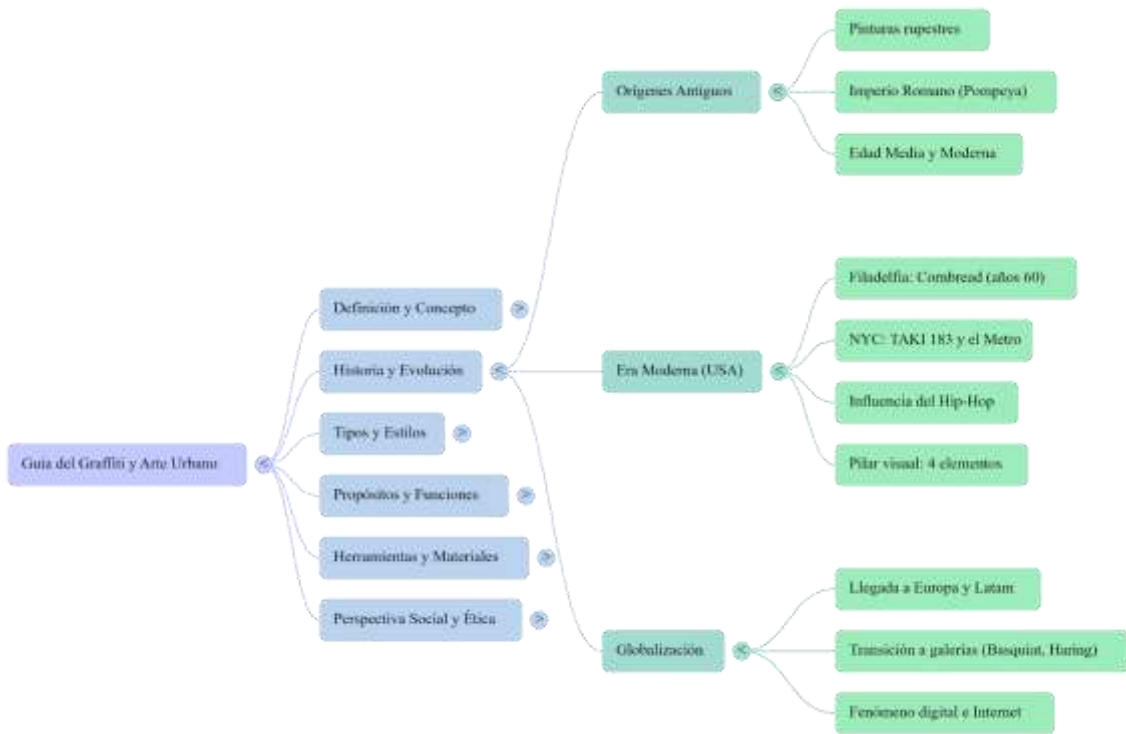 Guía del Graffiti y Arte Urbano
Definición y Concepto
Historia y Evolución
Tipos y Estilos
Propósitos y Funciones
Herramientas y Materiales
Perspectiva Social y Ética
Orígenes Antiguos
Pinturas rupestres
Imperio Romano (Pompeya)
Edad Media y Moderna
Era Moderna (USA)
Filadelfia: Cornbread (años 60)
NYC: TAKI 183 y el Metro
Influencia del Hip-Hop
Pilar visual: 4 elementos
Globalización
Llegada a Europa y Latam
Transición a galerías (Basquiat, Haring)
Fenómeno digital e Internet